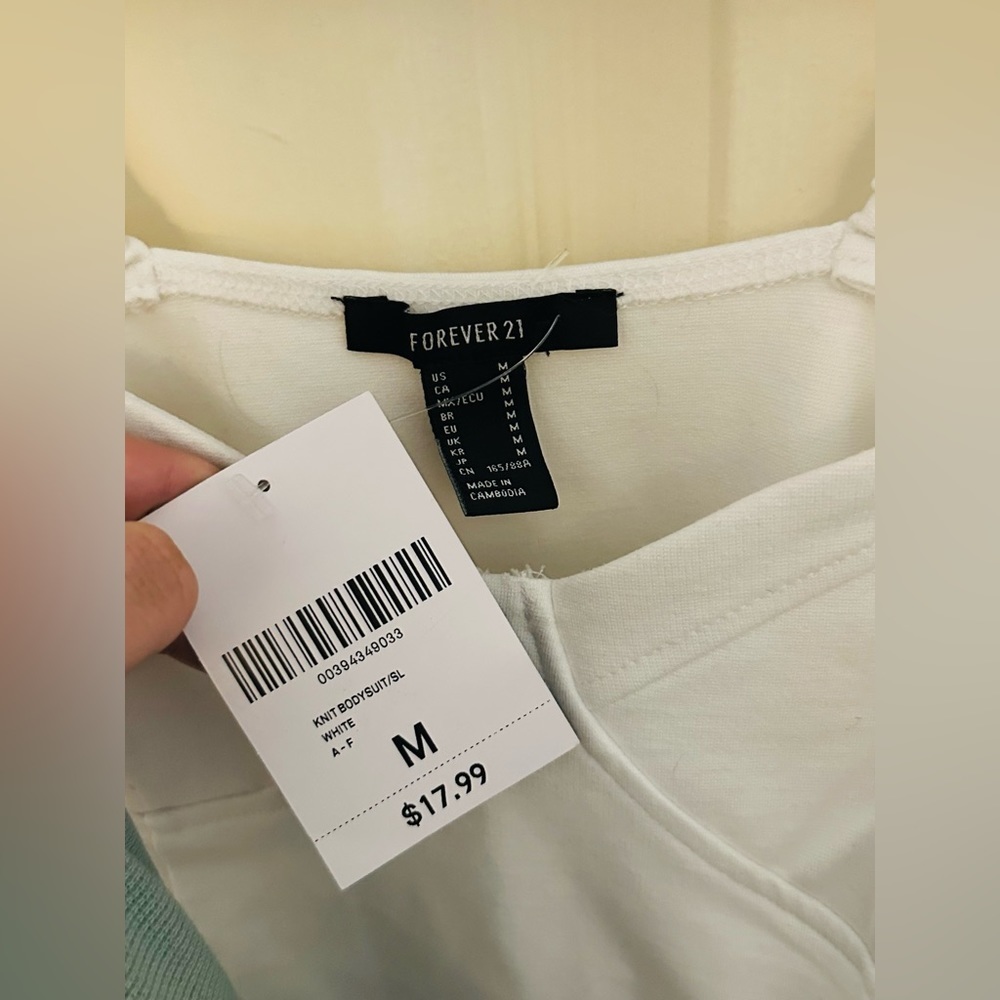 FOREVER 21
US M
CA M
MX/ECU M
BR M
EU M
UK M
KR M
JP M
CN 165/88A
MADE IN
CAMBODIA
00394349033
KNIT BODYSUIT/SL
WHITE
A-F
M
$17.99